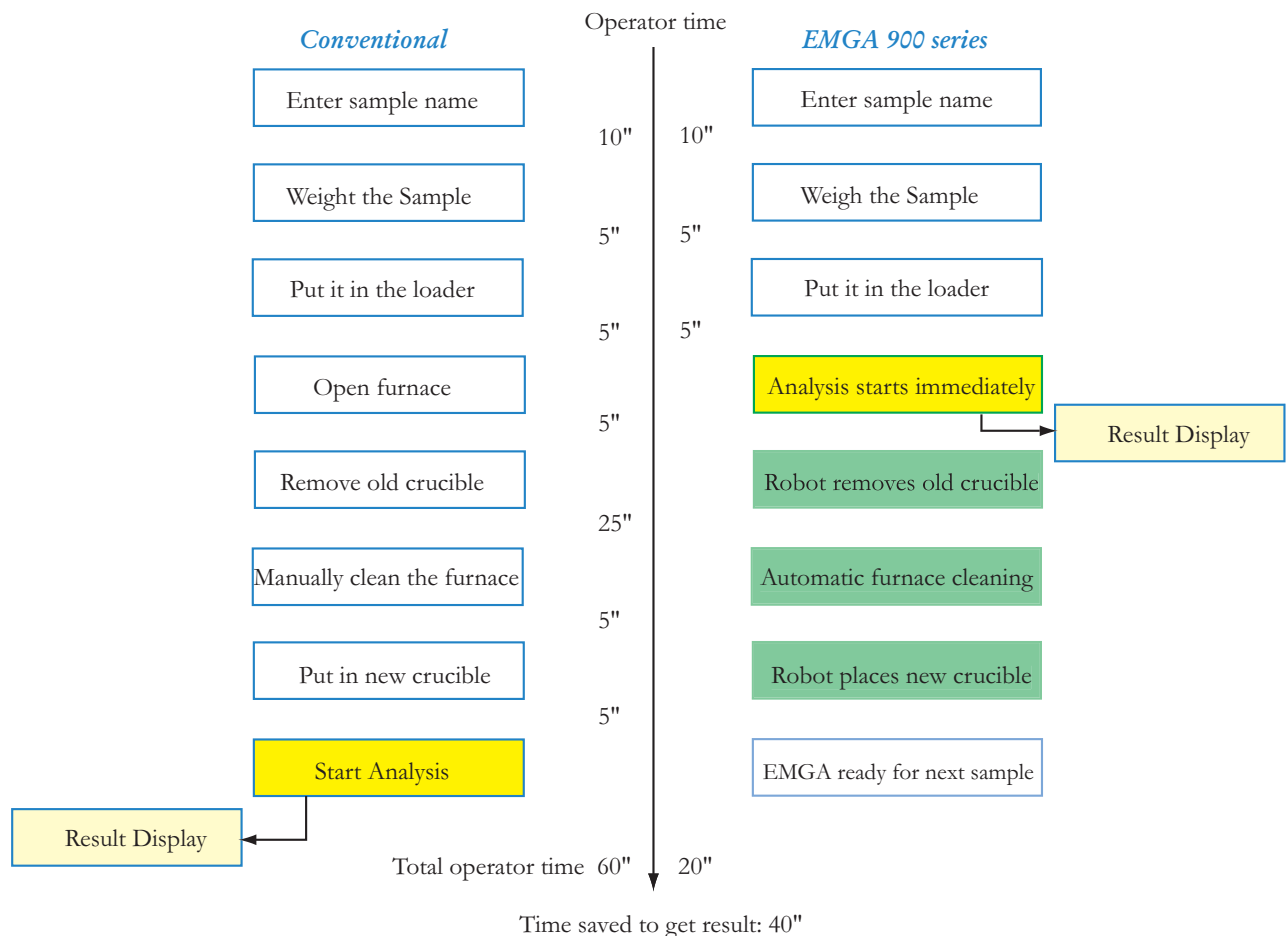 Operator time
Conventional
EMGA 900 series
Enter sample name
Enter sample name
10" 10"
Weight the Sample
Weigh the Sample
5" 5"
Put it in the loader
Put it in the loader
5" 5"
Open furnace
Analysis starts immediately
5"
Result Display
Remove old crucible
Robot removes old crucible
25"
Manually clean the furnace
Automatic furnace cleaning
5"
Put in new crucible
Robot places new crucible
5"
Start Analysis
EMGA ready for next sample
Result Display
Total operator time 60" 20"
Time saved to get result: 40"